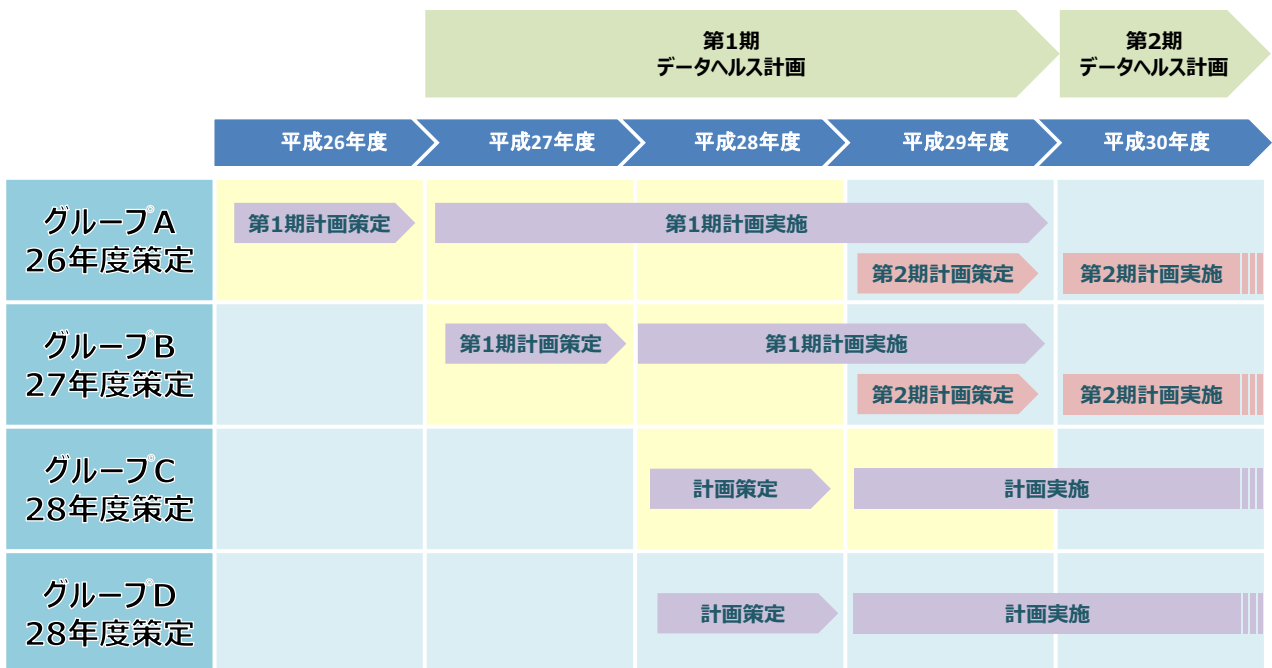 第1期
データヘルス計画
第2期
データヘルス計画
平成26年度
平成27年度
平成28年度
平成29年度
平成30年度
グループA
26年度策定
第1期計画策定
第1期計画実施
第2期計画策定
第2期計画実施
グループB
27年度策定
第1期計画策定
第1期計画実施
第2期計画策定
第2期計画実施
グループC
28年度策定
計画策定
計画実施
グループD
28年度策定
計画策定
計画実施